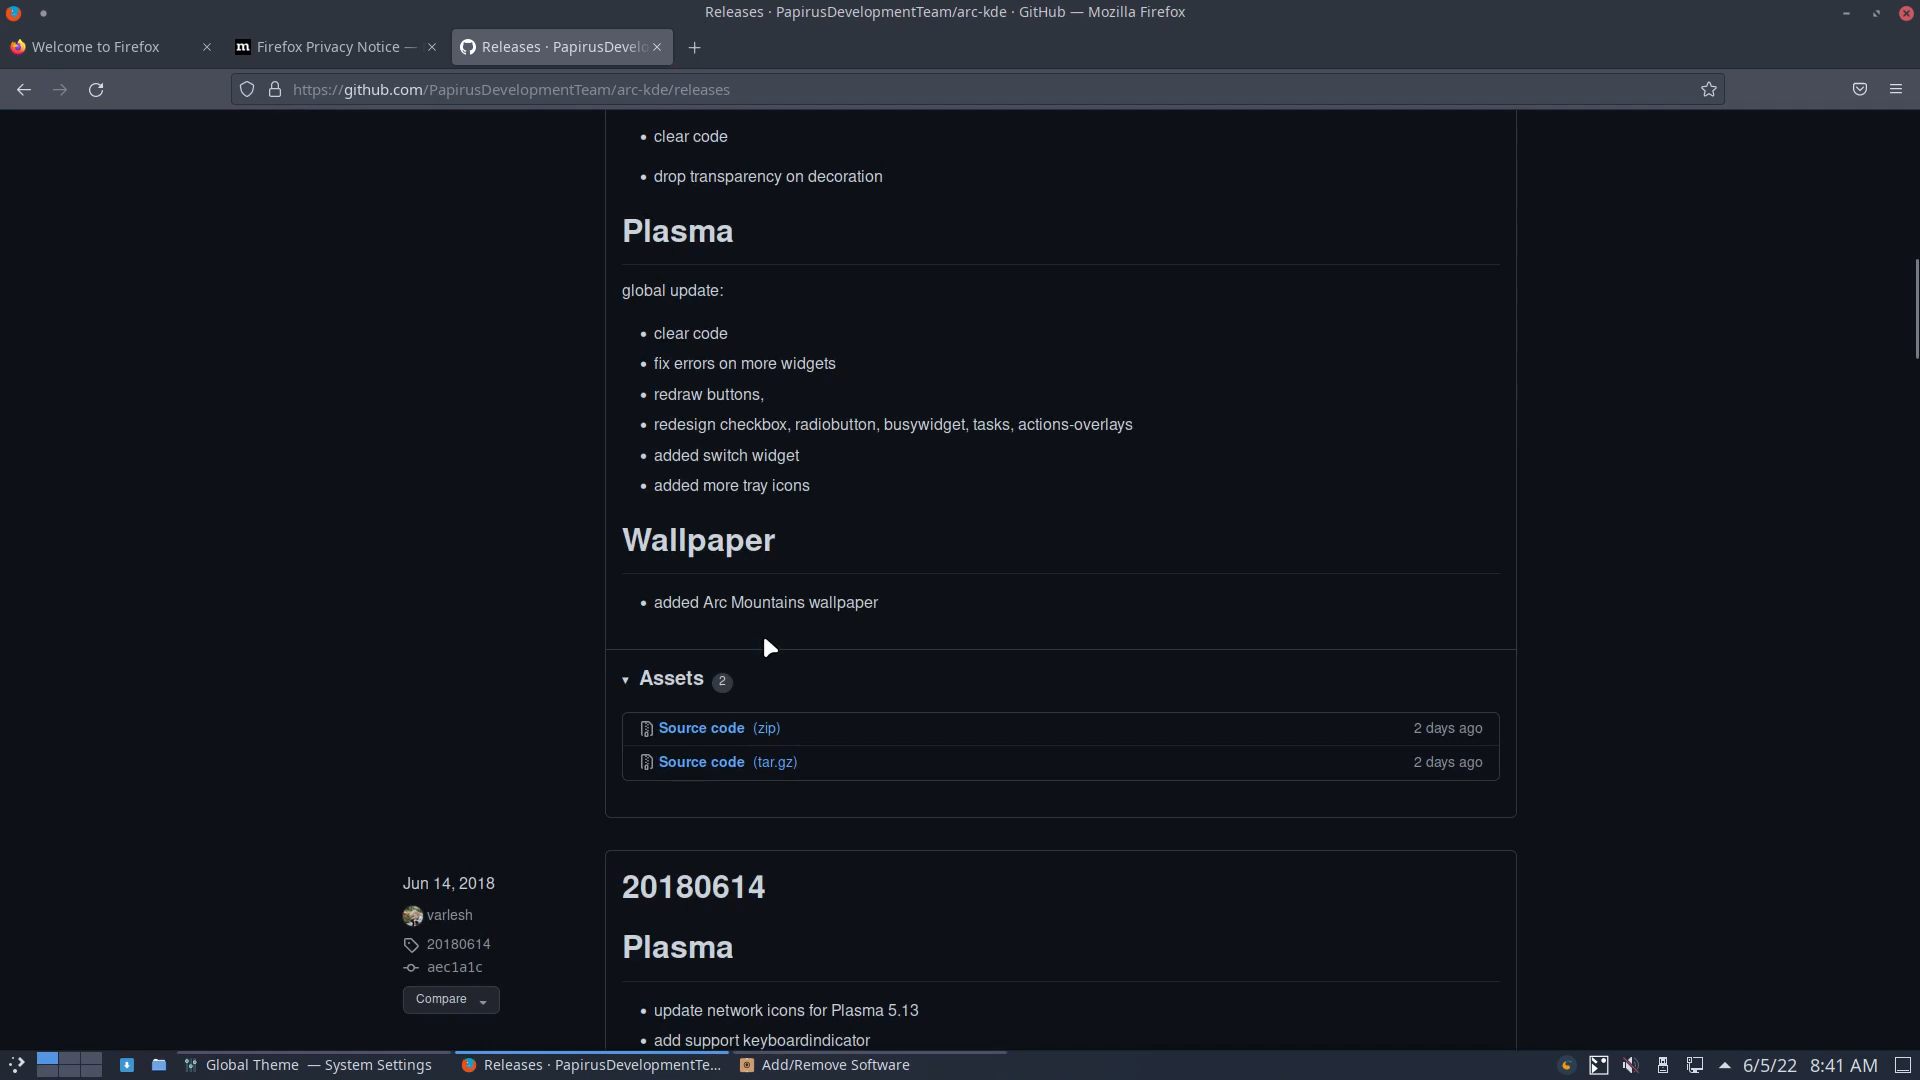 Releases · PapirusDevelopmentTeam/arc-kde · GitHub — Mozilla Firefox
Welcome to Firefox
Firefox Privacy Notice —
Releases · PapirusDevelo
https://github.com/PapirusDevelopmentTeam/arc-kde/releases
• clear code
• drop transparency on decoration
Plasma
global update:
• clear code
• fix errors on more widgets
• redraw buttons,
• redesign checkbox, radiobutton, busywidget, tasks, actions-overlays
• added switch widget
• added more tray icons
Wallpaper
• added Arc Mountains wallpaper
Assets 2
Source code (zip) 2 days ago
Source code (tar.gz) 2 days ago
Jun 14, 2018
varlesh
20180614
aec1a1c
Compare
20180614
Plasma
• update network icons for Plasma 5.13
• add support keyboardindicator
Global Theme — System Settings
Releases · PapirusDevelopmentTe...
Add/Remove Software
6/5/22 8:41 AM